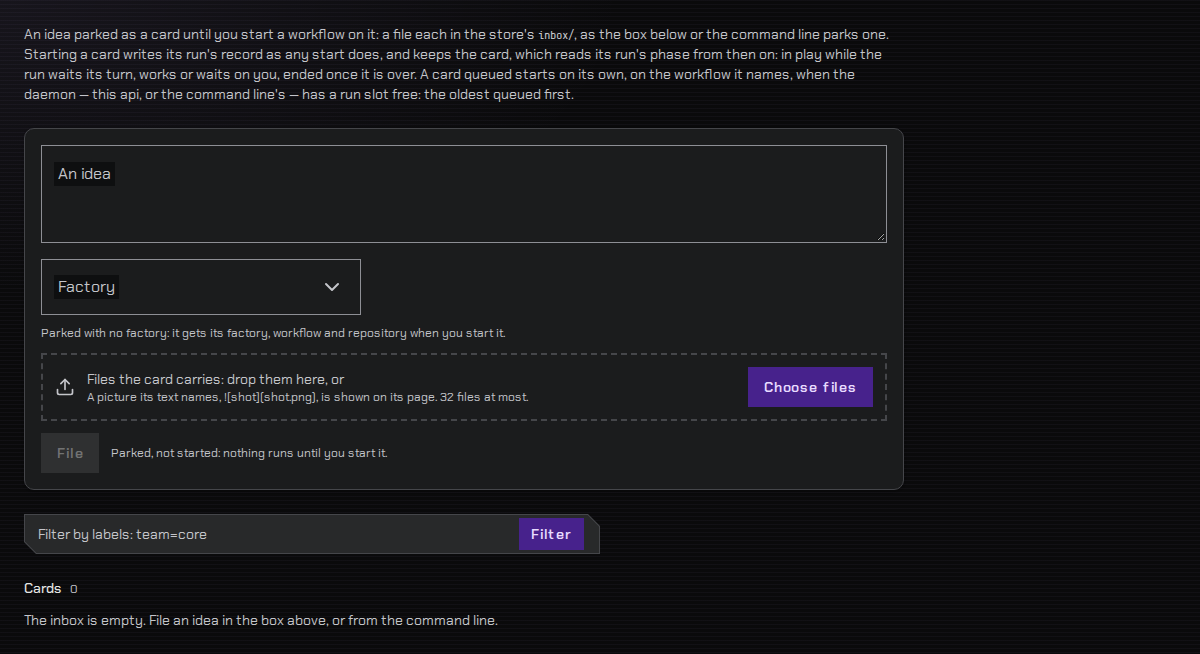 An idea parked as a card until you start a workflow on it: a file each in the store's inbox/, as the box below or the command line parks one.
Starting a card writes its run's record as any start does, and keeps the card, which reads its run's phase from then on: in play while the
run waits its turn, works or waits on you, ended once it is over. A card queued starts on its own, on the workflow it names, when the
daemon — this api, or the command line's — has a run slot free: the oldest queued first.
An idea
Factory
Parked with no factory: it gets its factory, workflow and repository when you start it.
Files the card carries: drop them here, or
A picture its text names, ![shot][shot.png], is shown on its page. 32 files at most.
Choose files
File
Parked, not started: nothing runs until you start it.
Filter by labels: team=core
Filter
Cards 0
The inbox is empty. File an idea in the box above, or from the command line.